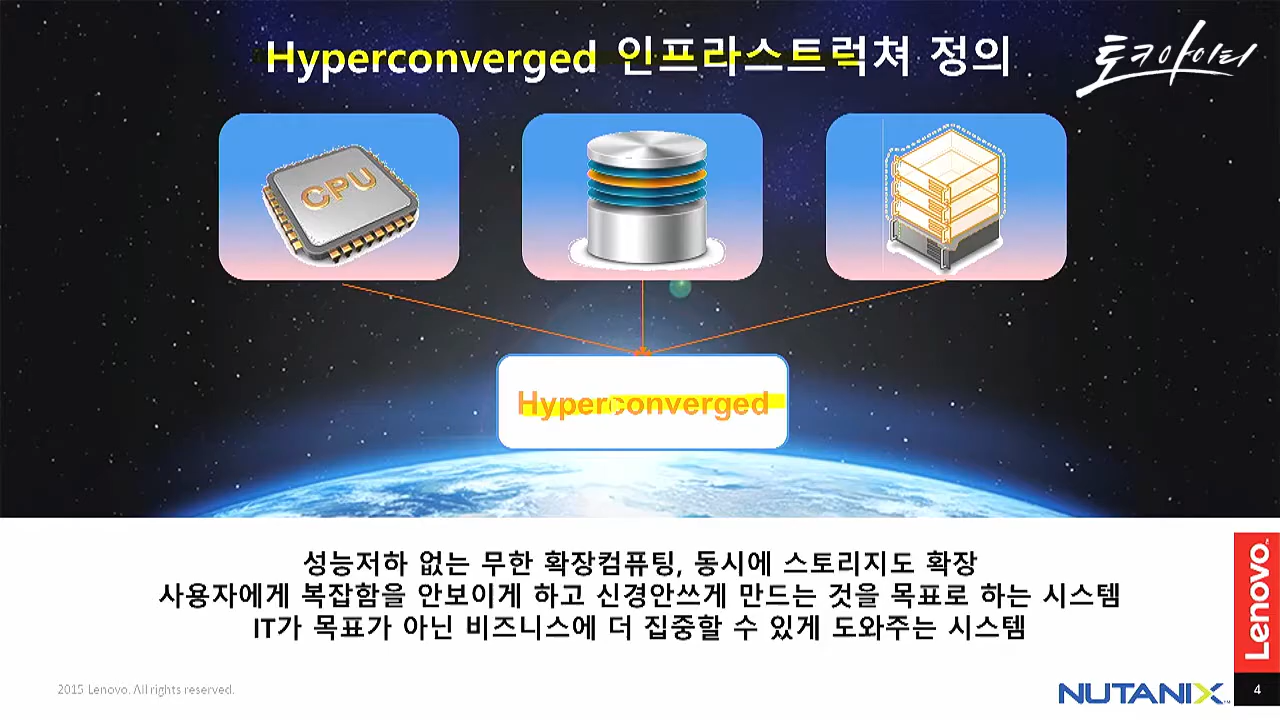 Hyperconverged 인프라스트럭쳐 정의
토크아이티
CPU
Hyperconverged
성능저하 없는 무한 확장컴퓨팅, 동시에 스토리지도 확장
사용자에게 복잡함을 안보이게 하고 신경안쓰게 만드는 것을 목표로 하는 시스템
IT가 목표가 아닌 비즈니스에 더 집중할 수 있게 도와주는 시스템
Lenovo
2015 Lenovo. All rights reserved.
NUTANIX
4